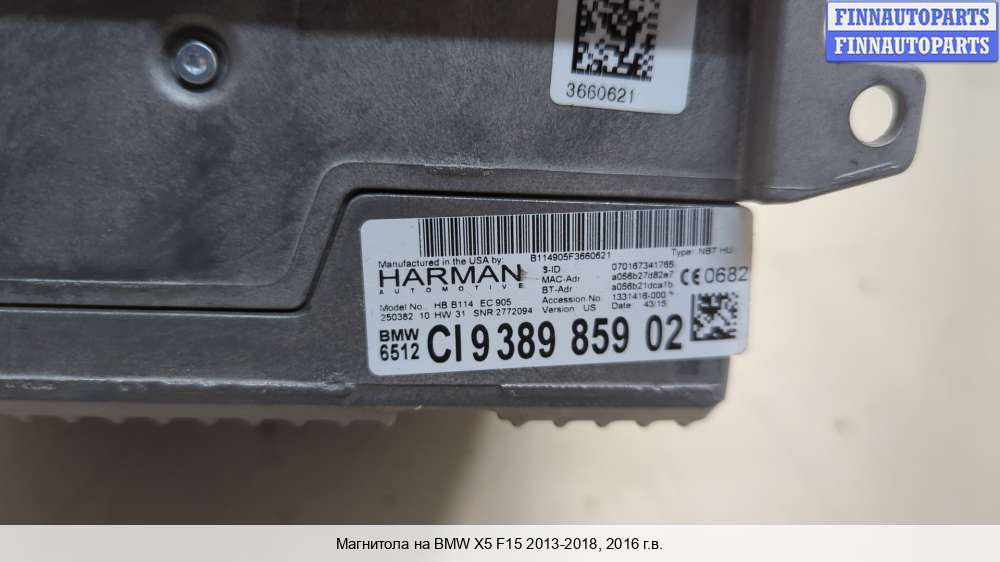 FINNAUTOPARTS
FINNAUTOPARTS
3660621
Manufactured in the USA by:
B114905F3660621
Type: NBT HU
HARMAN
AUTOMOTIVE
S-ID 070167341765
MAC-Adr a056b27d82e7
BT-Adr a056b21dca1b
CE0682
Model No. HB B114 EC 905
Accession No. 1331416-000
250382 10 HW 31 SNR 2772094
Version: US Date: 43/15
BMW
6512 CI 9 389 859 02
Магнитола на BMW X5 F15 2013-2018, 2016 г.в.